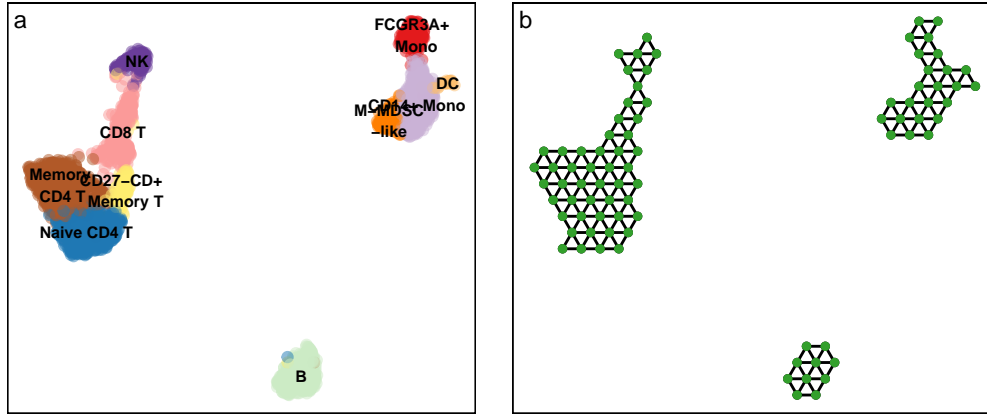 a
FCGR3A+
Mono
NK
DC
CD14+ Mono
M−MDSC
−like
CD8 T
Memory
CD4 T
CD27−CD+
Memory T
Naive CD4 T
B
b